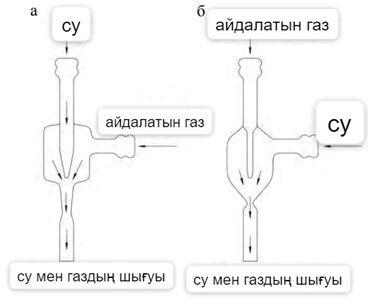 а
су
айдалатын газ
су мен газдың шығуы
б
айдалатын газ
су
су мен газдың шығуы